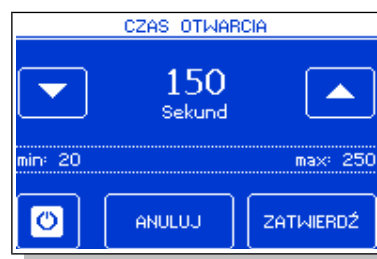 CZAS OTWARCIA
150
Sekund
min: 20 max: 250
ANULUJ ZATWIERDŹ